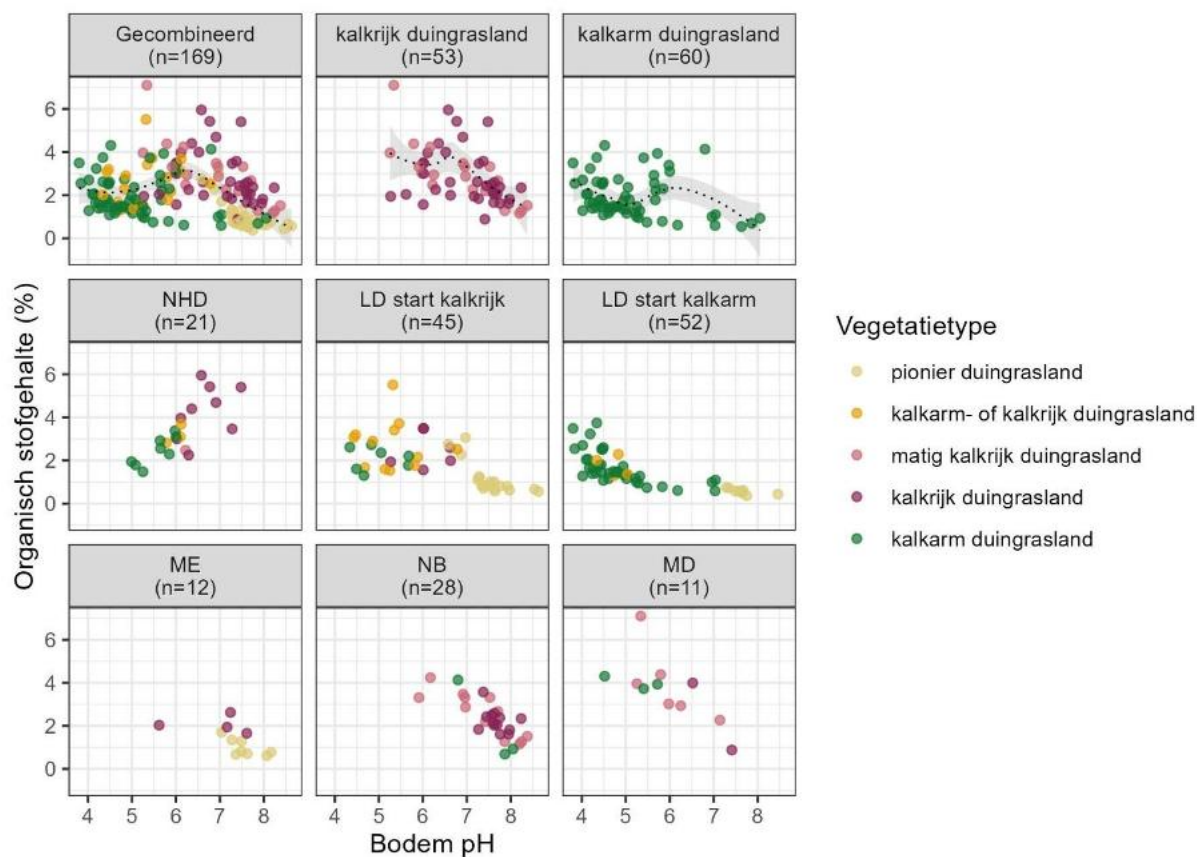 Gecombineerd
(n=169)
kalkrijk duingrasland
(n=53)
kalkarm duingrasland
(n=60)
6
4
2
0
NHD
(n=21)
LD start kalkrijk
(n=45)
LD start kalkarm
(n=52)
6
4
2
0
ME
(n=12)
NB
(n=28)
MD
(n=11)
6
4
2
0
4 5 6 7 8
4 5 6 7 8
4 5 6 7 8
Organisch stofgehalte (%)
Bodem pH
Vegetatietype
pionier duingrasland
kalkarm- of kalkrijk duingrasland
matig kalkrijk duingrasland
kalkrijk duingrasland
kalkarm duingrasland